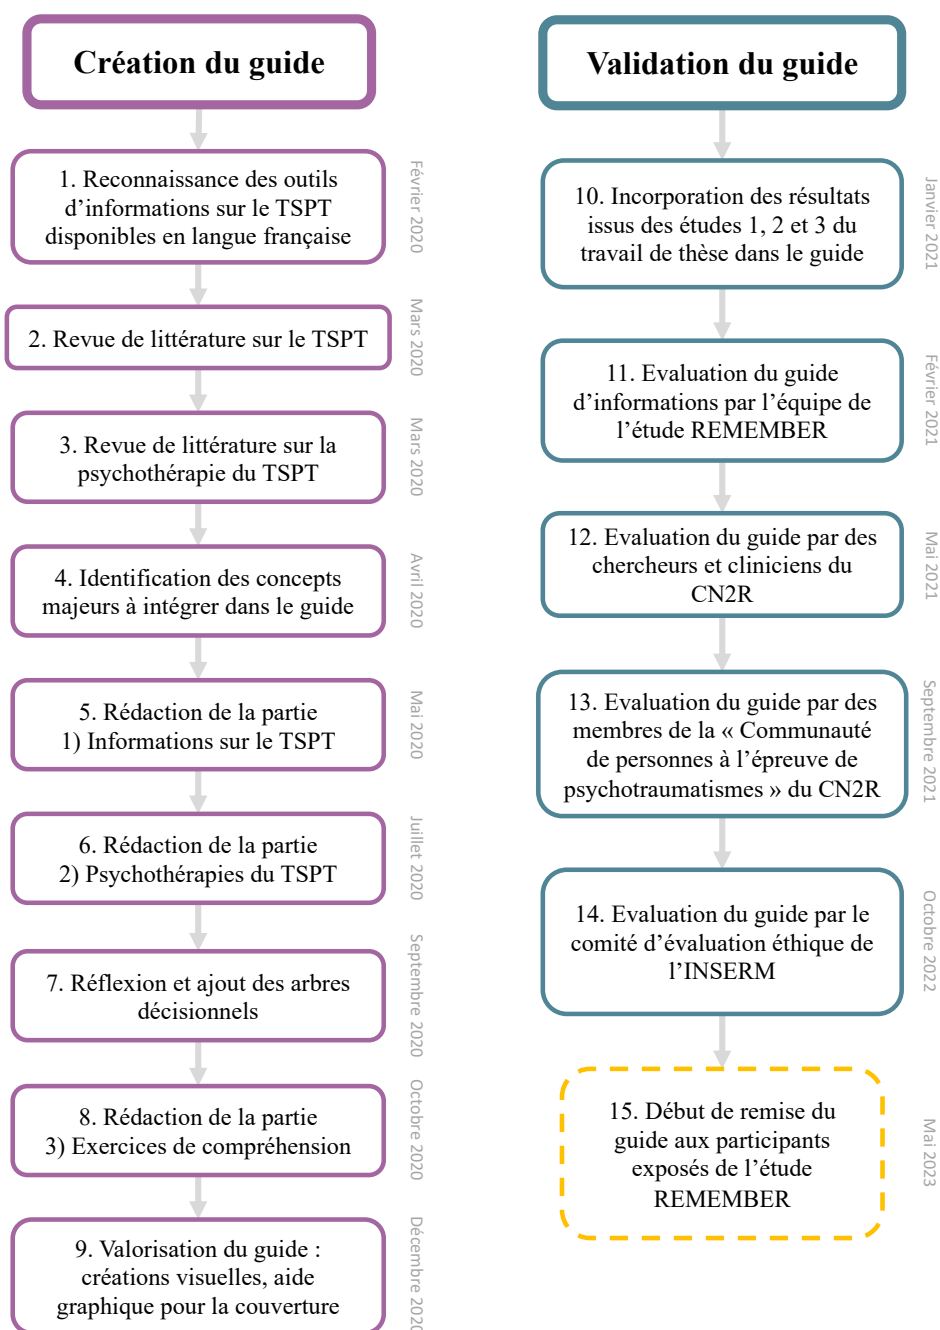 Création du guide
1. Reconnaissance des outils
d’informations sur le TSPT
disponibles en langue française
Février 2020
2. Revue de littérature sur le TSPT
Mars 2020
3. Revue de littérature sur la
psychothérapie du TSPT
Mars 2020
4. Identification des concepts
majeurs à intégrer dans le guide
Avril 2020
5. Rédaction de la partie
1) Informations sur le TSPT
Mai 2020
6. Rédaction de la partie
2) Psychothérapies du TSPT
Juillet 2020
7. Réflexion et ajout des arbres
décisionnels
Septembre 2020
8. Rédaction de la partie
3) Exercices de compréhension
Octobre 2020
9. Valorisation du guide :
créations visuelles, aide
graphique pour la couverture
Décembre 2020
Validation du guide
10. Incorporation des résultats
issus des études 1, 2 et 3 du
travail de thèse dans le guide
Janvier 2021
11. Evaluation du guide
d’informations par l’équipe de
l’étude REMEMBER
Février 2021
12. Evaluation du guide par des
chercheurs et cliniciens du
CN2R
Mai 2021
13. Evaluation du guide par des
membres de la « Communauté
de personnes à l’épreuve de
psychotraumatismes » du CN2R
Septembre 2021
14. Evaluation du guide par le
comité d’évaluation éthique de
l’INSERM
Octobre 2022
15. Début de remise du
guide aux participants
exposés de l’étude
REMEMBER
Mai 2023